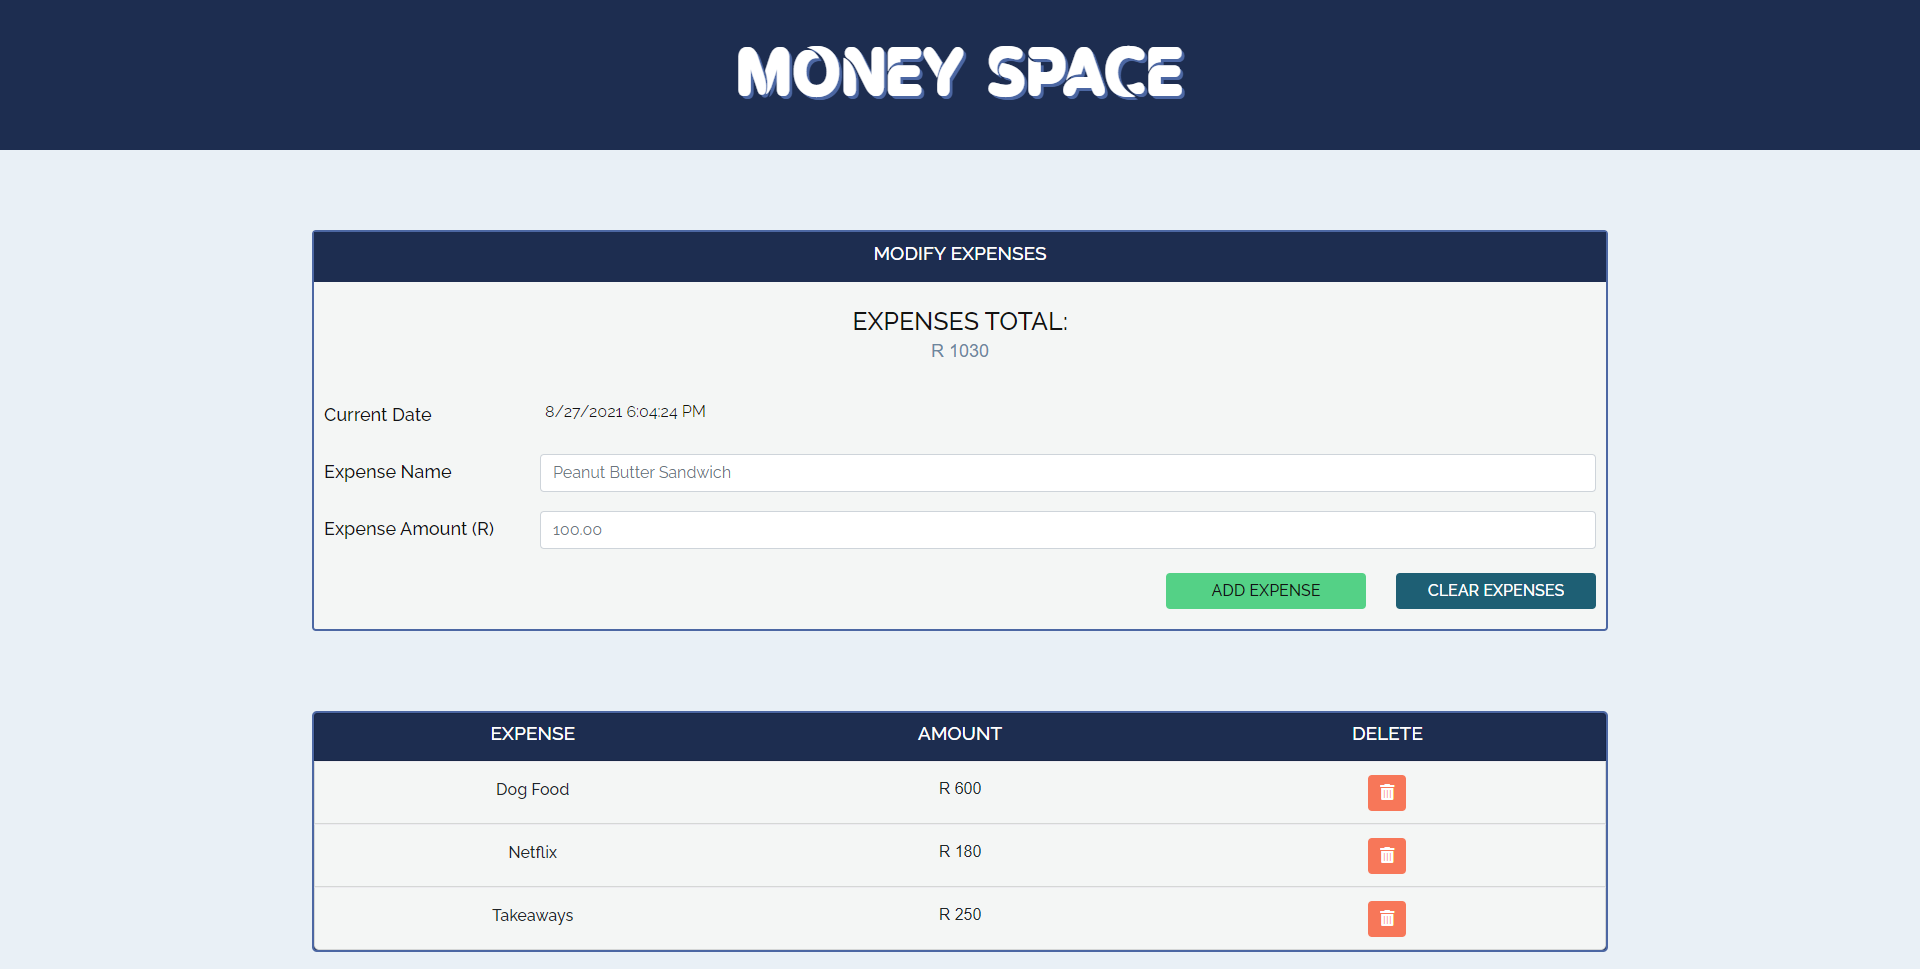 MONEY SPACE
MODIFY EXPENSES
EXPENSES TOTAL:
R 1030
Current Date 8/27/2021 6:04:24 PM
Expense Name Peanut Butter Sandwich
Expense Amount (R) 100.00
ADD EXPENSE CLEAR EXPENSES
EXPENSE AMOUNT DELETE
Dog Food R 600
Netflix R 180
Takeaways R 250